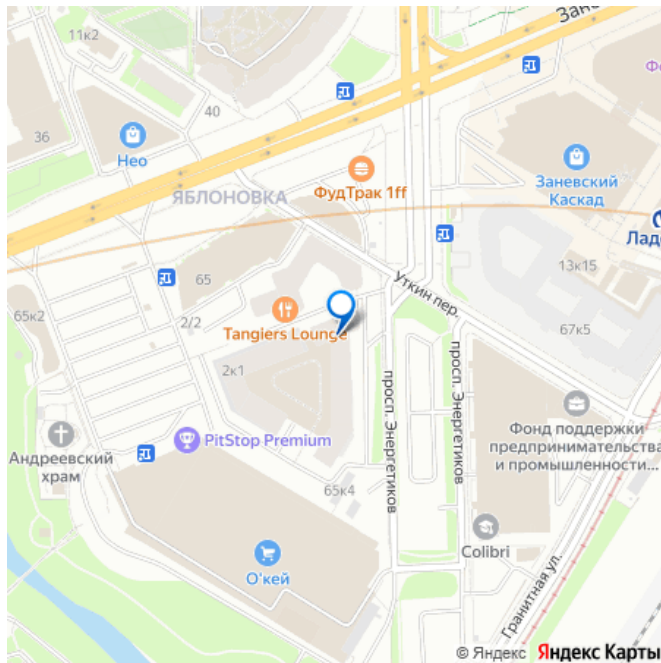 Зане
11к2
40
36
Нео
ФудТрак 1ff
Заневский
Каскад
ЯБЛОНОВКА
Лад
65
13к15
Уткин пер.
65к2
2/2
Tangiers Lounge
67к5
2к1
просп. Энергетиков
просп. Энергетиков
Фонд поддержки
предпринимательства
и промышленности...
PitStop Premium
Андреевский
храм
65к4
Colibri
О'кей
Гранитная ул.
© Яндекс Яндекс Карты